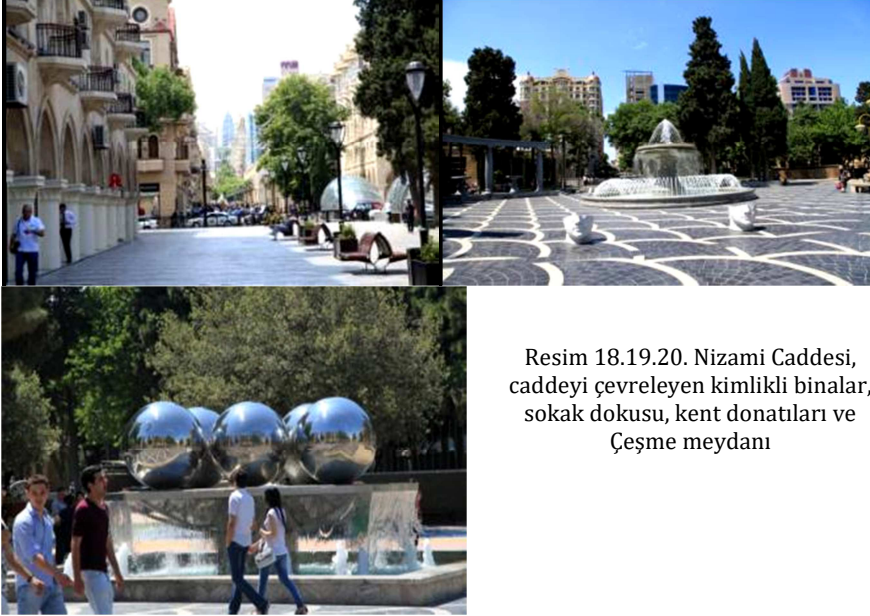 Resim 18.19.20. Nizami Caddesi,
caddeyi çevreleyen kimlikli binalar,
sokak dokusu, kent donatıları ve
Çeşme meydanı